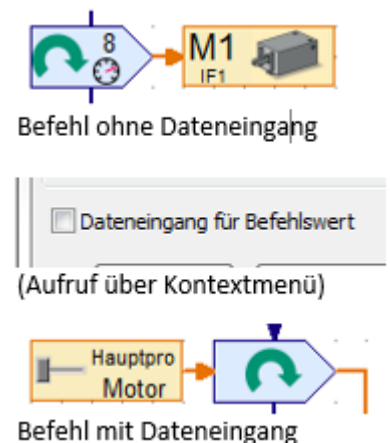 8
M1
IF1
Befehl ohne Dateneingang
Dateneingang für Befehlswert
(Aufruf über Kontextmenü)
Hauptpro
Motor
Befehl mit Dateneingang